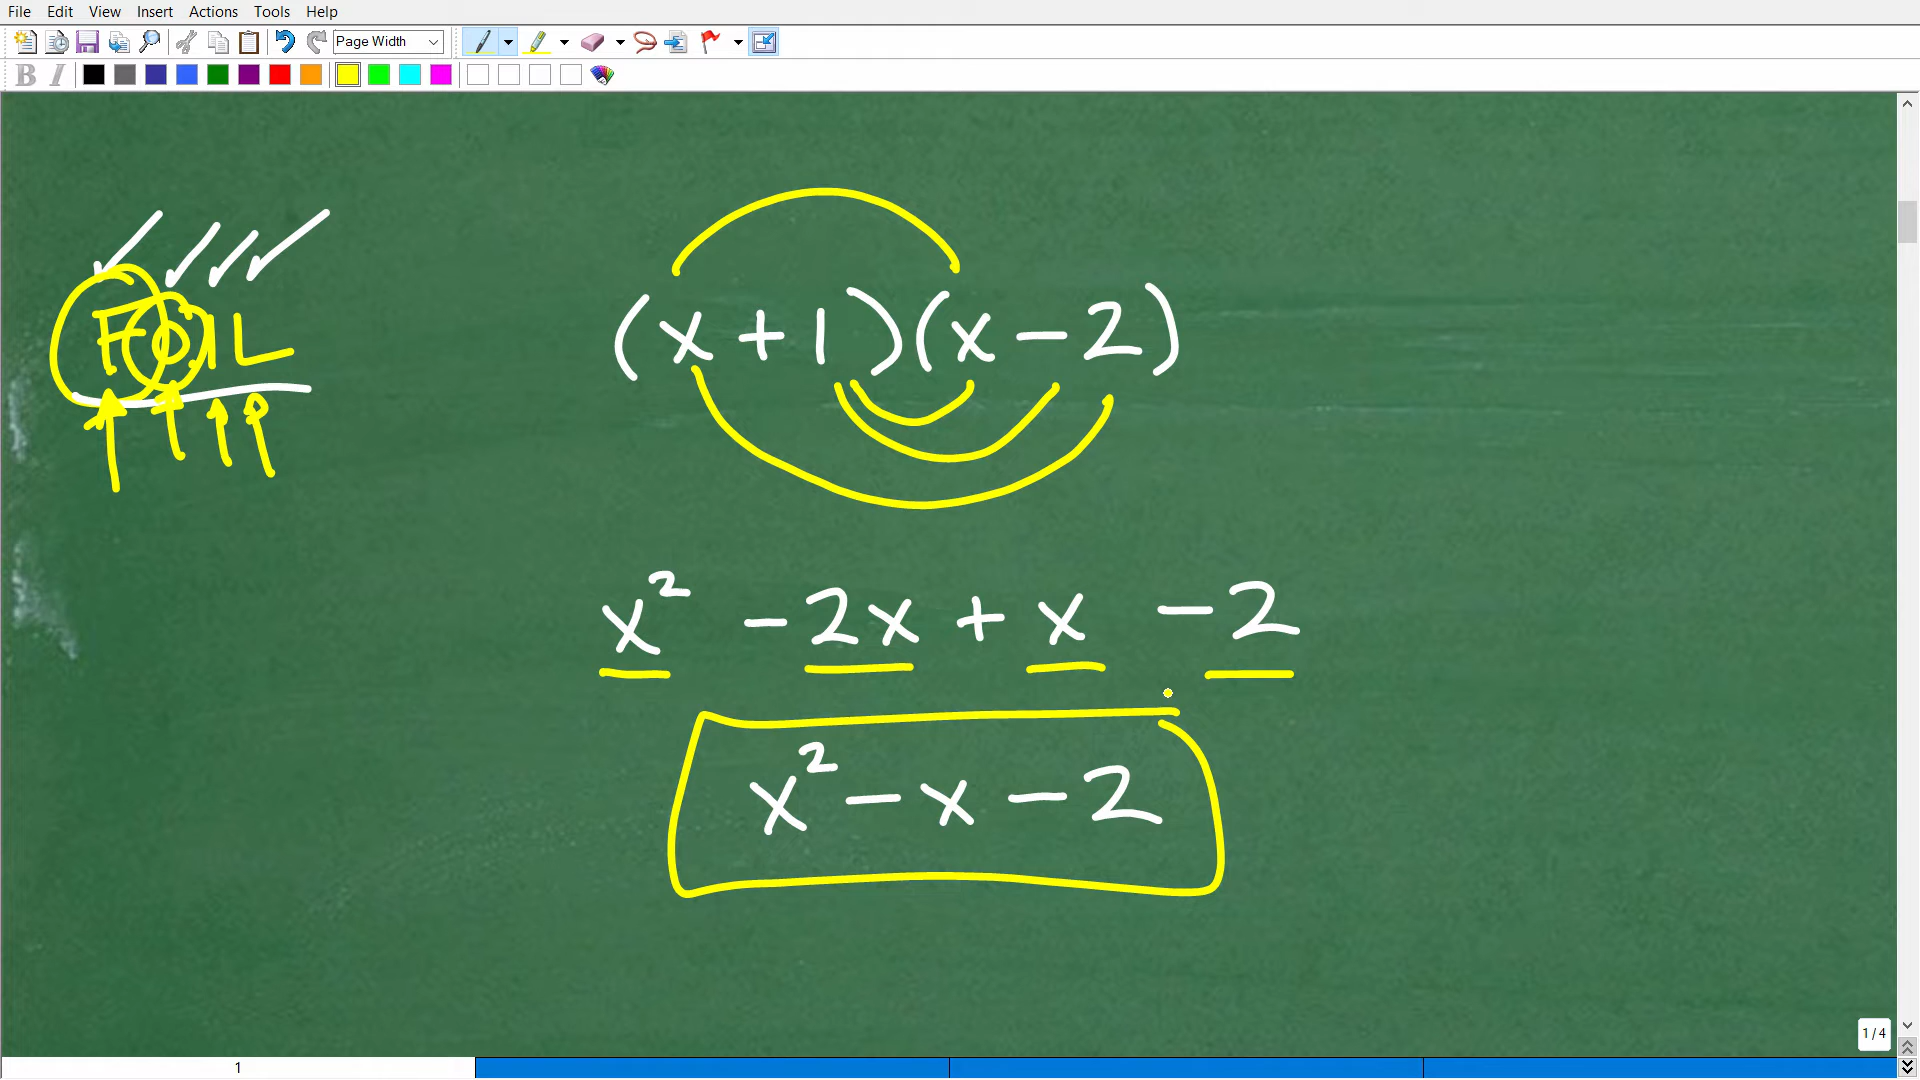 File Edit View Insert Actions Tools Help
Page Width
B I
FOIL
(x + 1)(x - 2)
x² - 2x + x - 2
x² - x - 2
1 / 4
1